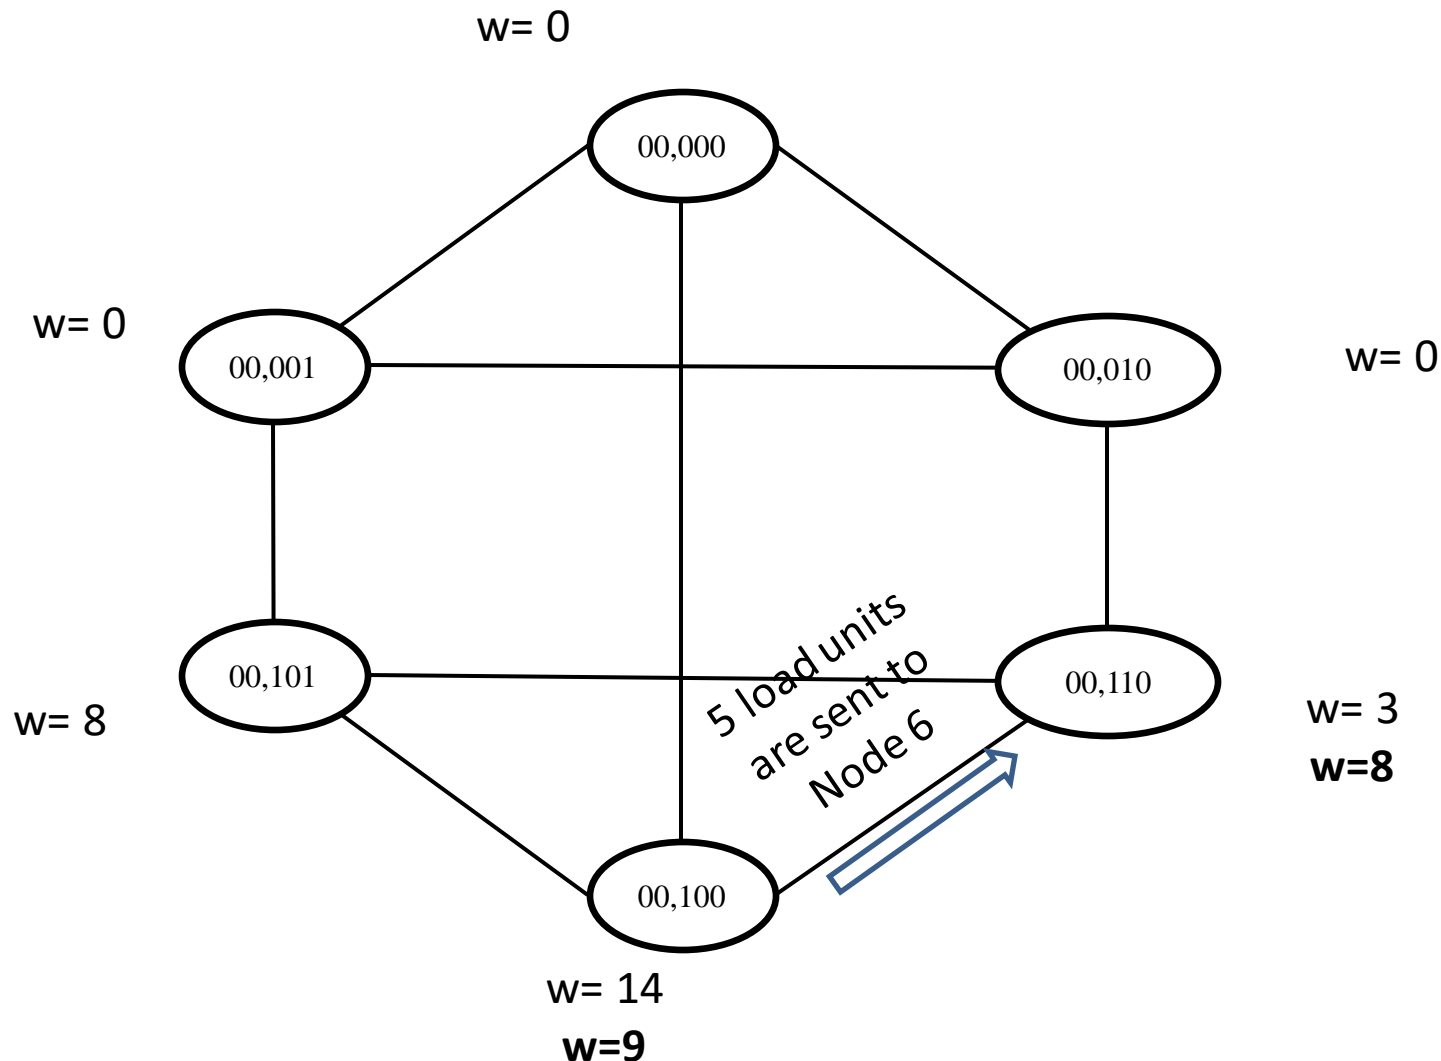 w= 0
00,000
w= 0
00,001
00,010
w= 0
5 load units
are sent to
Node 6
00,101
00,110
w= 8
w= 3
w=8
00,100
w= 14
w=9